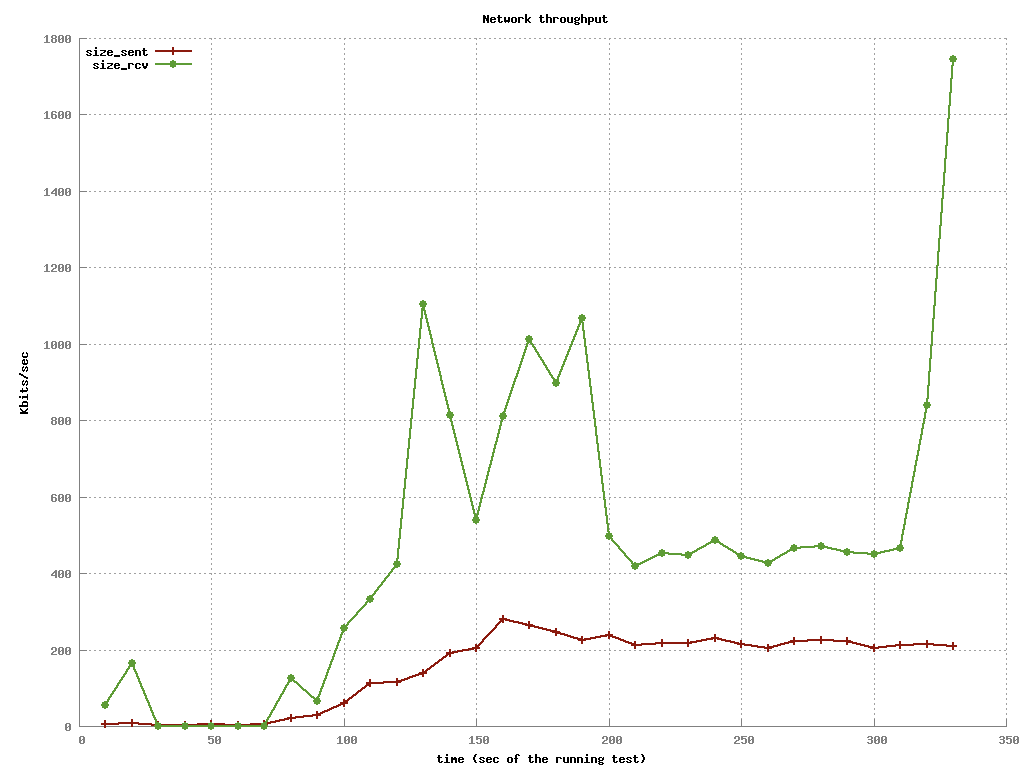 Network throughput
1800
1600
1400
1200
1000
800
600
400
200
0
size_sent
size_rcv
Kbits/sec
0 50 100 150 200 250 300 350
time (sec of the running test)